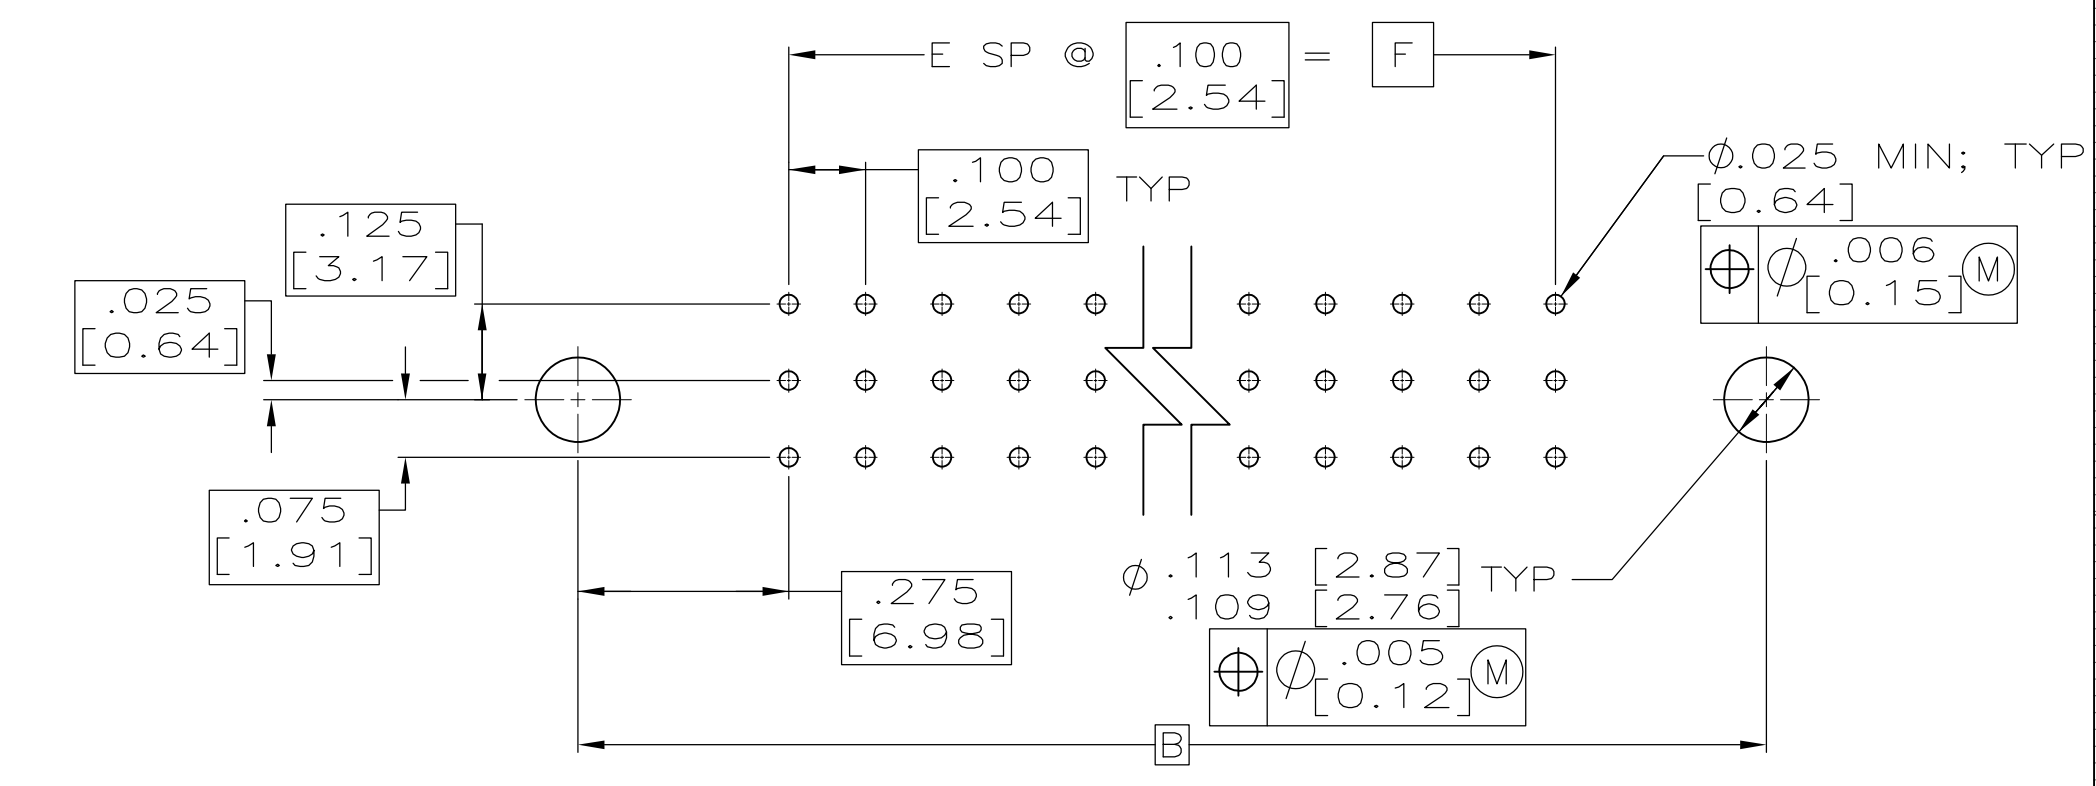 E SP @ .100 = F
[2.54]
.100 TYP
[2.54]
⌀.025 MIN; TYP
[0.64]
⌖ ⌀ .006 Ⓜ
[0.15]
.125
[3.17]
.025
[0.64]
.075
[1.91]
.275
[6.98]
⌀ .113 [2.87] TYP
.109 [2.76]
⌖ ⌀ .005 Ⓜ
[0.12]
B